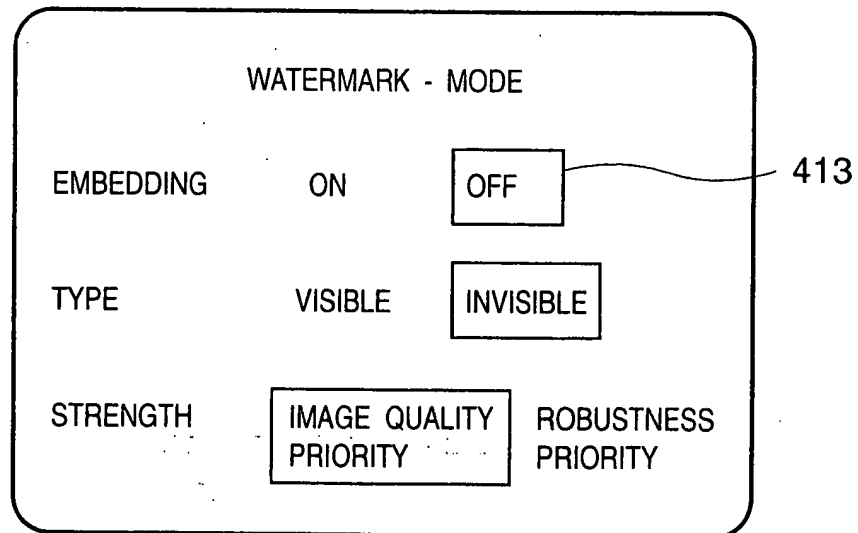 WATERMARK - MODE
EMBEDDING ON OFF 413
TYPE VISIBLE INVISIBLE
STRENGTH IMAGE QUALITY ROBUSTNESS
PRIORITY PRIORITY